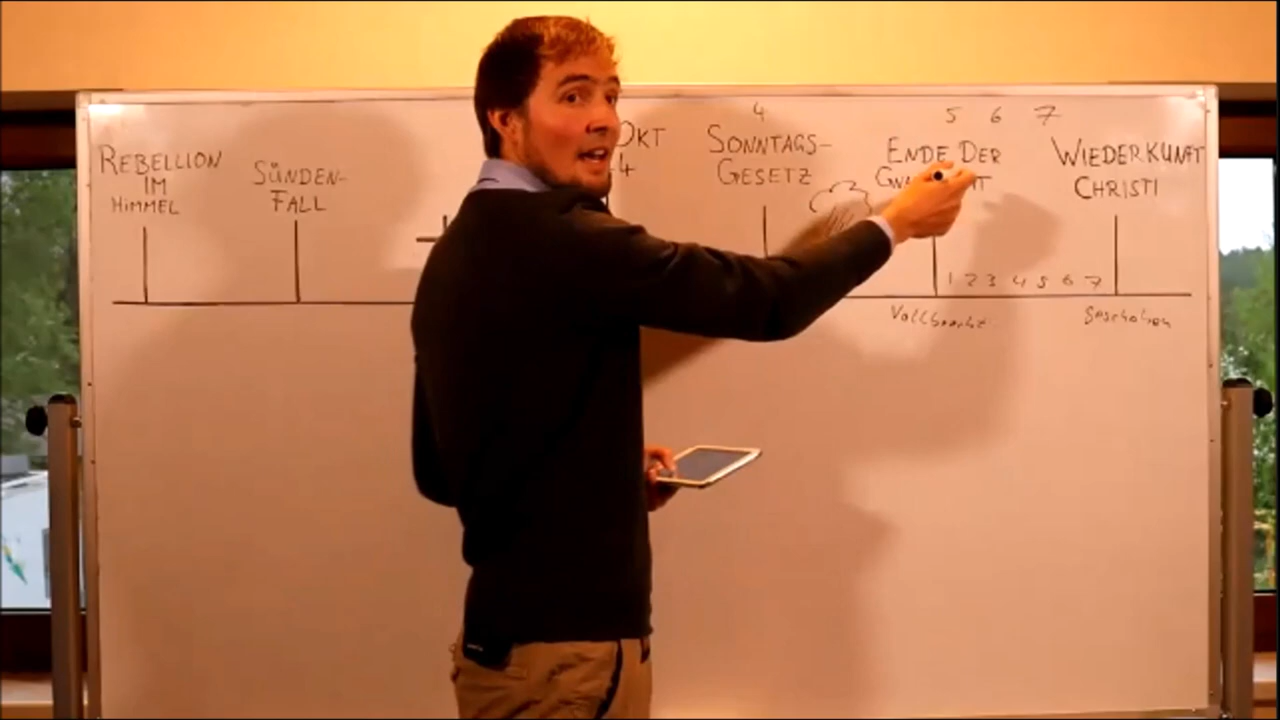 4
5 6 7
REBELLION
IM
HIMMEL
SÜNDEN-
FALL
OKT
4
SONNTAGS-
GESETZ
ENDE DER
WIEDERKUNFT
CHRISTI
1 2 3 4 5 6 7
Vollbracht
Geschehen